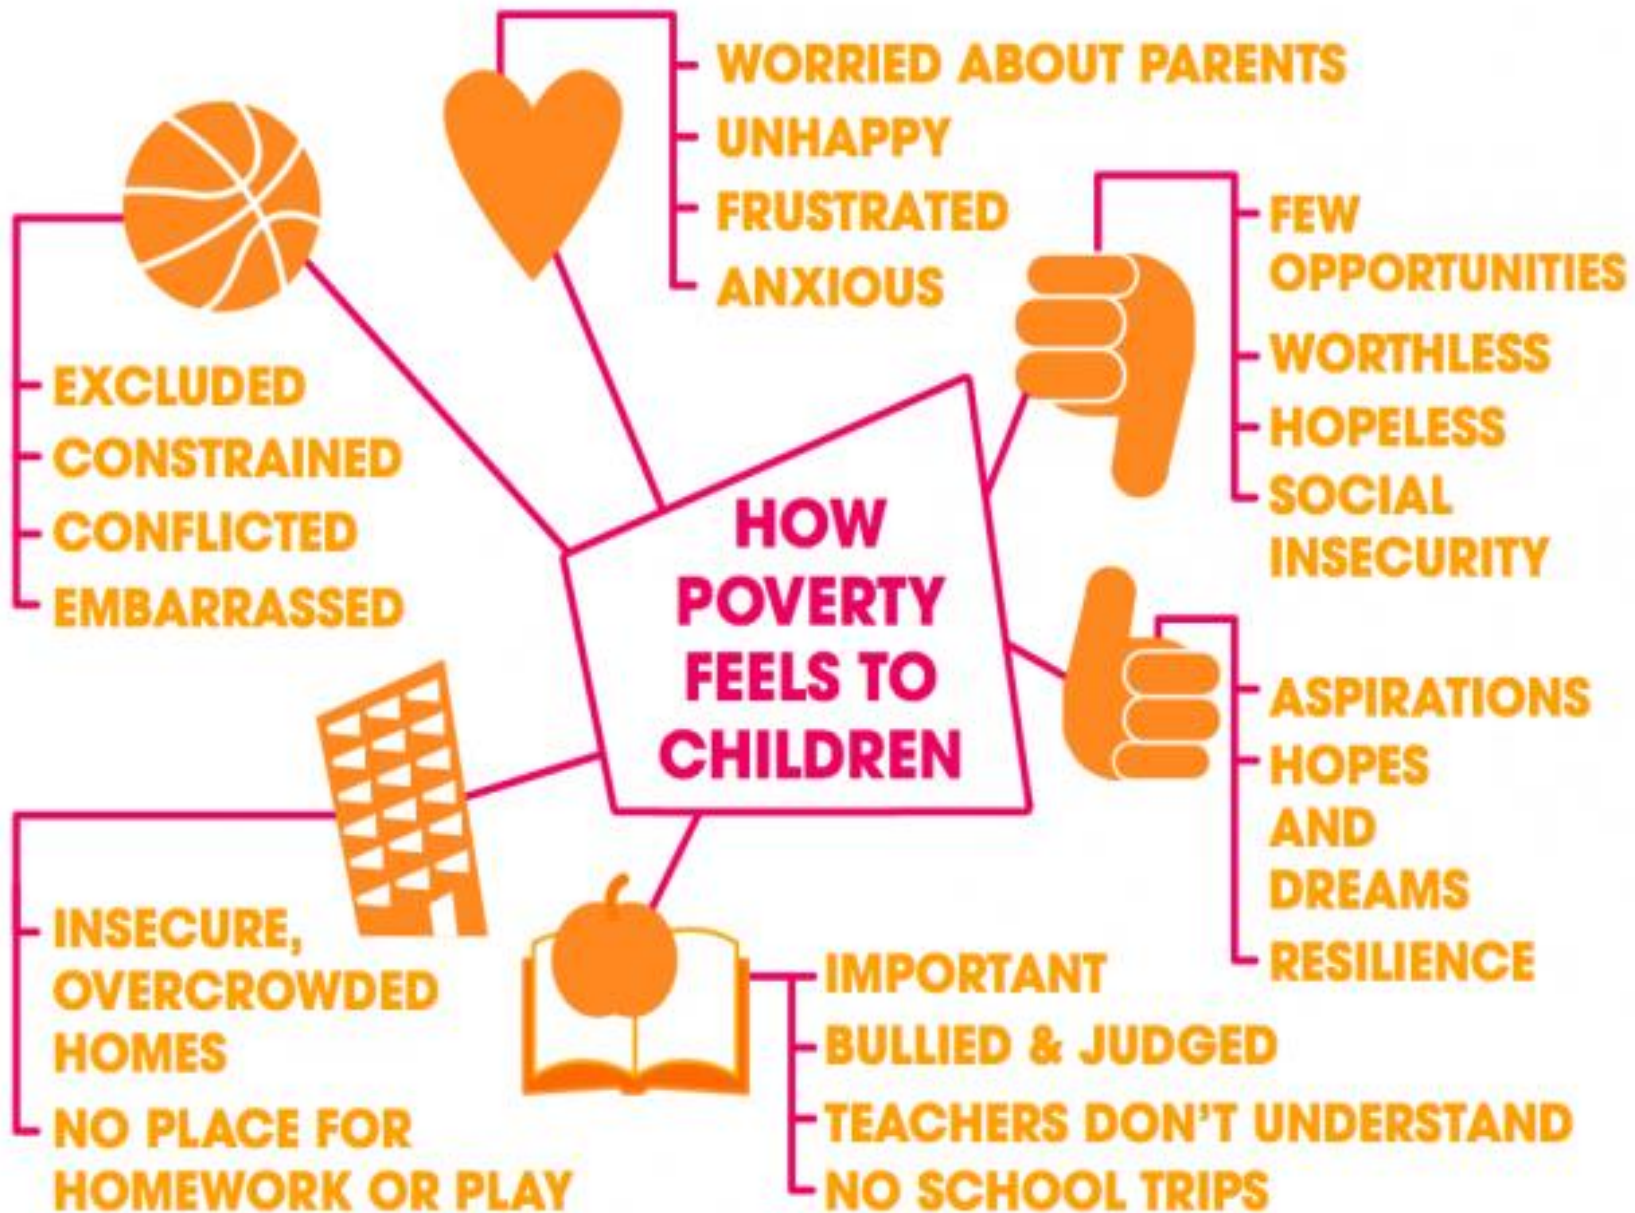 HOW
POVERTY
FEELS TO
CHILDREN
WORRIED ABOUT PARENTS
UNHAPPY
FRUSTRATED
ANXIOUS
FEW
OPPORTUNITIES
WORTHLESS
HOPELESS
SOCIAL
INSECURITY
ASPIRATIONS
HOPES
AND
DREAMS
RESILIENCE
IMPORTANT
BULLIED & JUDGED
TEACHERS DON'T UNDERSTAND
NO SCHOOL TRIPS
INSECURE,
OVERCROWDED
HOMES
NO PLACE FOR
HOMEWORK OR PLAY
EXCLUDED
CONSTRAINED
CONFLICTED
EMBARRASSED